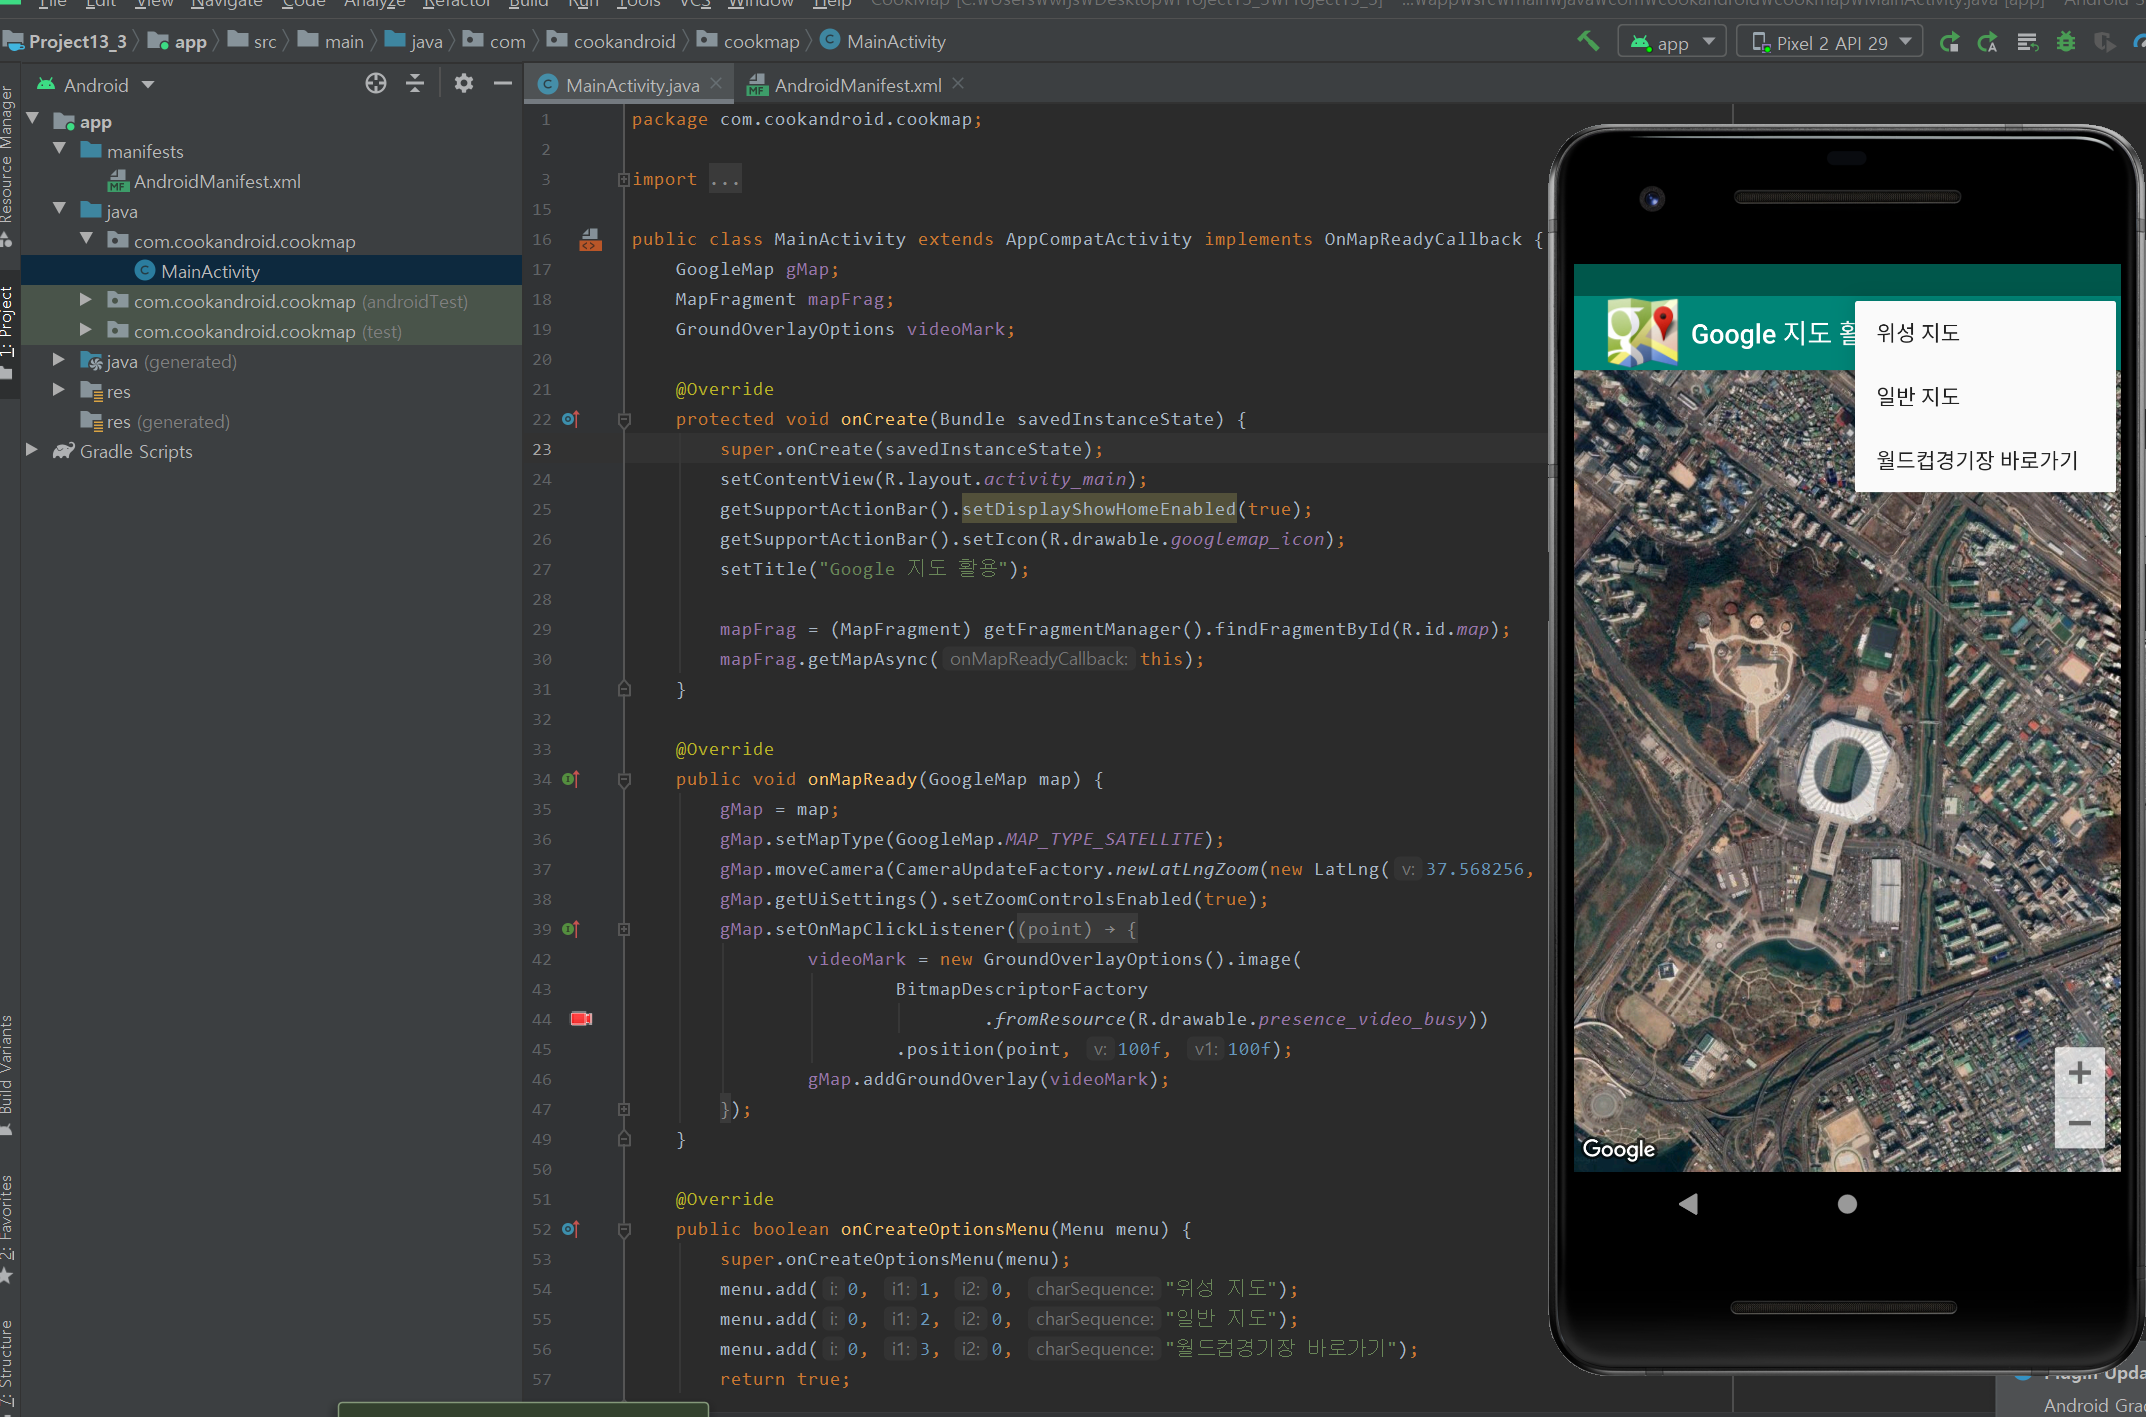 File Edit View Navigate Code Analyze Refactor Build Run Tools VCS Window Help
Project13_3 app src main java com cookandroid cookmap MainActivity
app Pixel 2 API 29
Android
MainActivity.java AndroidManifest.xml
Resource Manager
1: Project
Build Variants
2: Favorites
7: Structure
app
manifests
AndroidManifest.xml
java
com.cookandroid.cookmap
MainActivity
com.cookandroid.cookmap (androidTest)
com.cookandroid.cookmap (test)
java (generated)
res
res (generated)
Gradle Scripts
1 package com.cookandroid.cookmap;
2
3 import ...
15
16 public class MainActivity extends AppCompatActivity implements OnMapReadyCallback {
17 GoogleMap gMap;
18 MapFragment mapFrag;
19 GroundOverlayOptions videoMark;
20
21 @Override
22 protected void onCreate(Bundle savedInstanceState) {
23 super.onCreate(savedInstanceState);
24 setContentView(R.layout.activity_main);
25 getSupportActionBar().setDisplayShowHomeEnabled(true);
26 getSupportActionBar().setIcon(R.drawable.googlemap_icon);
27 setTitle("Google 지도 활용");
28
29 mapFrag = (MapFragment) getFragmentManager().findFragmentById(R.id.map);
30 mapFrag.getMapAsync( onMapReadyCallback: this);
31 }
32
33 @Override
34 public void onMapReady(GoogleMap map) {
35 gMap = map;
36 gMap.setMapType(GoogleMap.MAP_TYPE_SATELLITE);
37 gMap.moveCamera(CameraUpdateFactory.newLatLngZoom(new LatLng( v: 37.568256,
38 gMap.getUiSettings().setZoomControlsEnabled(true);
39 gMap.setOnMapClickListener((point) → {
42 videoMark = new GroundOverlayOptions().image(
43 BitmapDescriptorFactory
44 .fromResource(R.drawable.presence_video_busy))
45 .position(point, v: 100f, v1: 100f);
46 gMap.addGroundOverlay(videoMark);
47 });
49 }
50
51 @Override
52 public boolean onCreateOptionsMenu(Menu menu) {
53 super.onCreateOptionsMenu(menu);
54 menu.add( i: 0, i1: 1, i2: 0, charSequence: "위성 지도");
55 menu.add( i: 0, i1: 2, i2: 0, charSequence: "일반 지도");
56 menu.add( i: 0, i1: 3, i2: 0, charSequence: "월드컵경기장 바로가기");
57 return true;
Google 지도
위성 지도
일반 지도
월드컵경기장 바로가기
+
−
Google
Plugin Upda
Android Gra